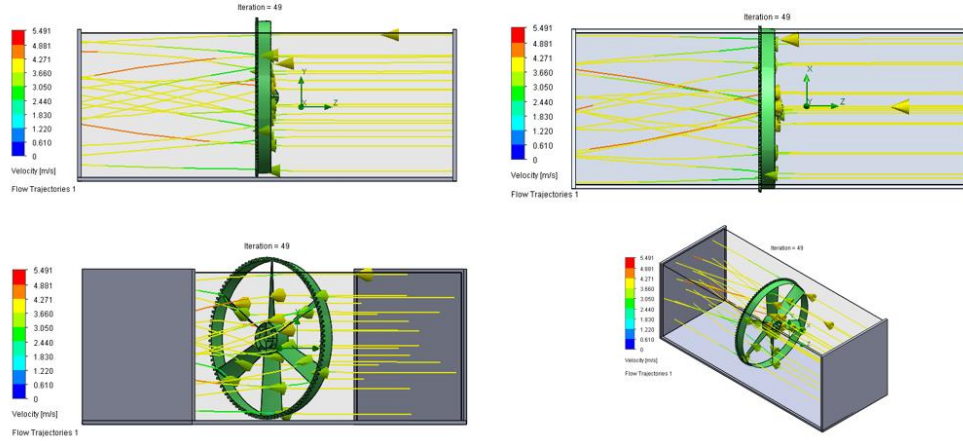 Iteration = 49
5.491
4.881
4.271
3.660
3.050
2.440
1.830
1.220
0.610
0
Velocity [m/s]
Flow Trajectories 1
Y
X
Z
Iteration = 49
5.491
4.881
4.271
3.660
3.050
2.440
1.830
1.220
0.610
0
Velocity [m/s]
Flow Trajectories 1
X
Y
Z
Iteration = 49
5.491
4.881
4.271
3.660
3.050
2.440
1.830
1.220
0.610
0
Velocity [m/s]
Flow Trajectories 1
Iteration = 49
5.491
4.881
4.271
3.660
3.050
2.440
1.830
1.220
0.610
0
Velocity [m/s]
Flow Trajectories 1